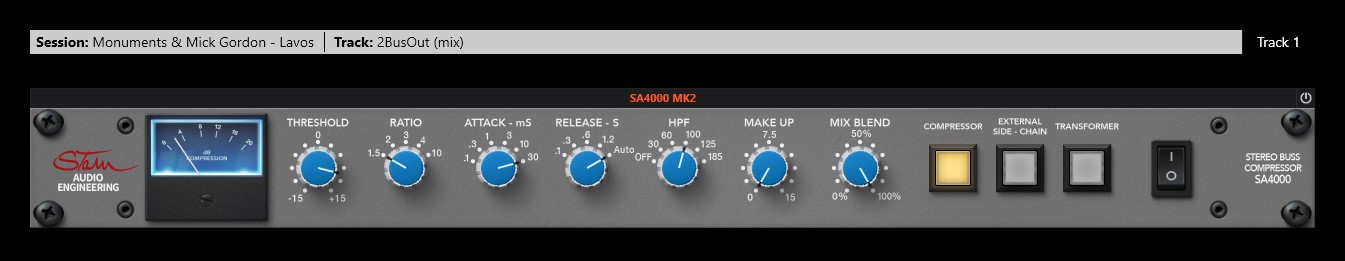 Session: Monuments & Mick Gordon - Lavos | Track: 2BusOut (mix) Track 1
SA4000 MK2
Stam
AUDIO
ENGINEERING
0 4 8 12 16 20
dB
COMPRESSION
THRESHOLD
0
-15 +15
RATIO
1.5 2 3 4 10
ATTACK - mS
.1 .3 1 3 10 30
RELEASE - S
.1 .3 .6 1.2 Auto
HPF
OFF 30 60 100 125 185
MAKE UP
7.5
0 15
MIX BLEND
50%
0% 100%
COMPRESSOR
EXTERNAL
SIDE - CHAIN
TRANSFORMER
I
O
STEREO BUSS
COMPRESSOR
SA4000